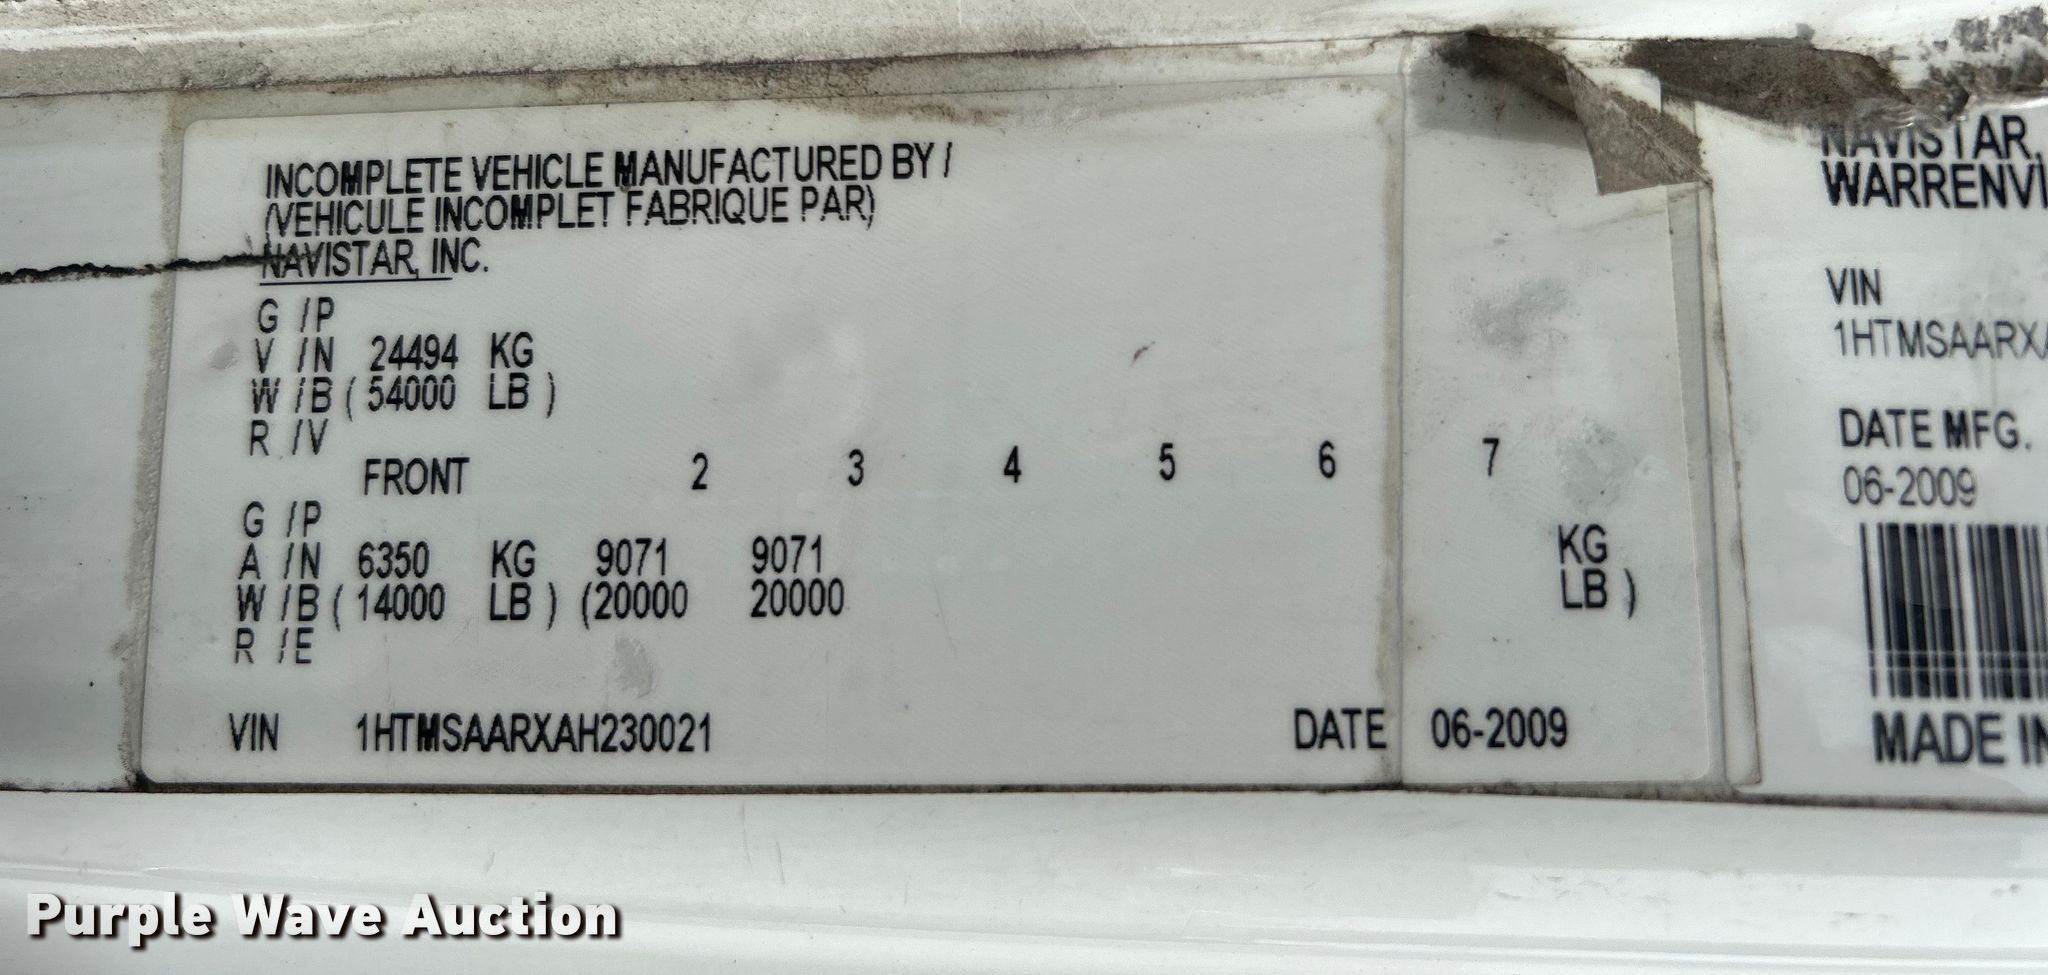 INCOMPLETE VEHICLE MANUFACTURED BY /
(VEHICULE INCOMPLET FABRIQUE PAR)
NAVISTAR, INC.
G /P
V /N 24494 KG
W /B ( 54000 LB )
R /V
FRONT 2 3 4 5 6 7
G /P
A /N 6350 KG 9071 9071 KG
W /B ( 14000 LB ) (20000 20000 LB )
R /E
VIN 1HTMSAARXAH230021 DATE 06-2009
NAVISTAR,
WARRENVI
VIN
1HTMSAARXA
DATE MFG.
06-2009
MADE IN
Purple Wave Auction